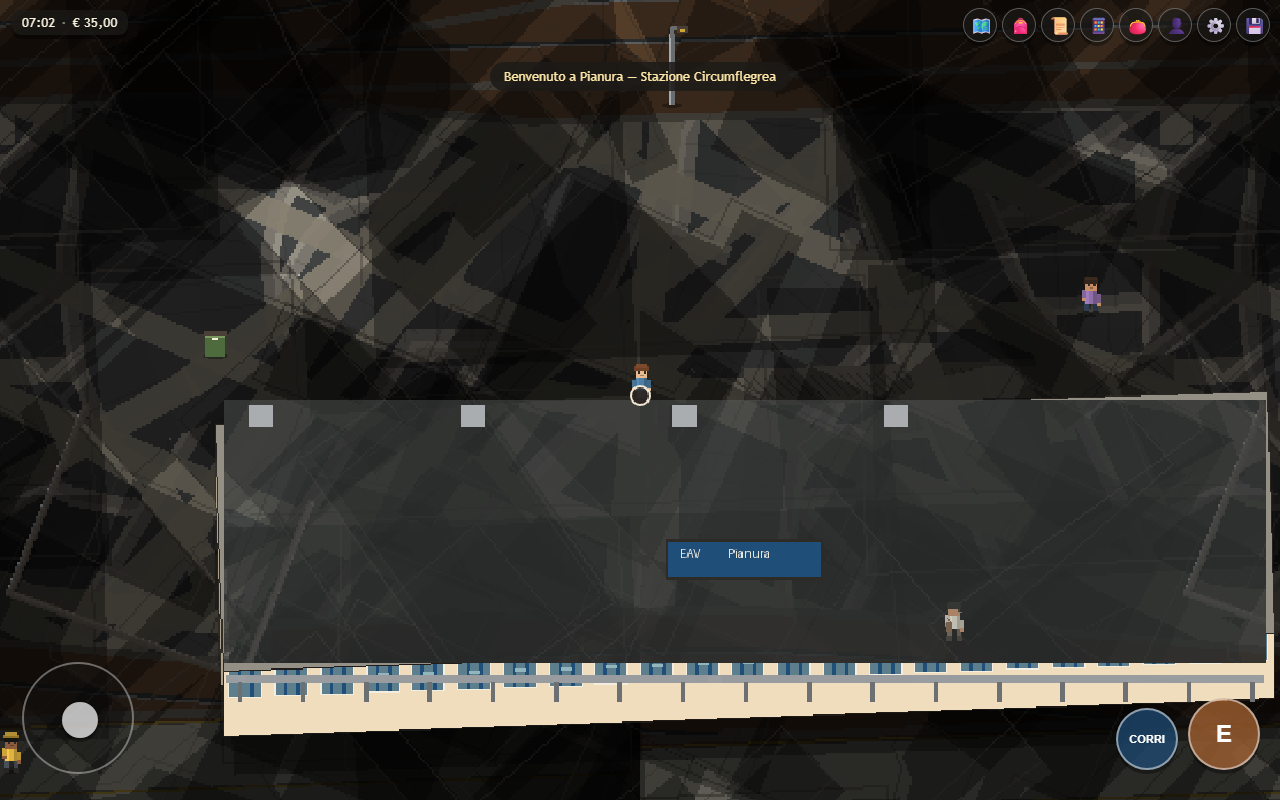 07:02 · € 35,00
Benvenuto a Pianura — Stazione Circumflegrea
EAV Pianura
CORRI
E